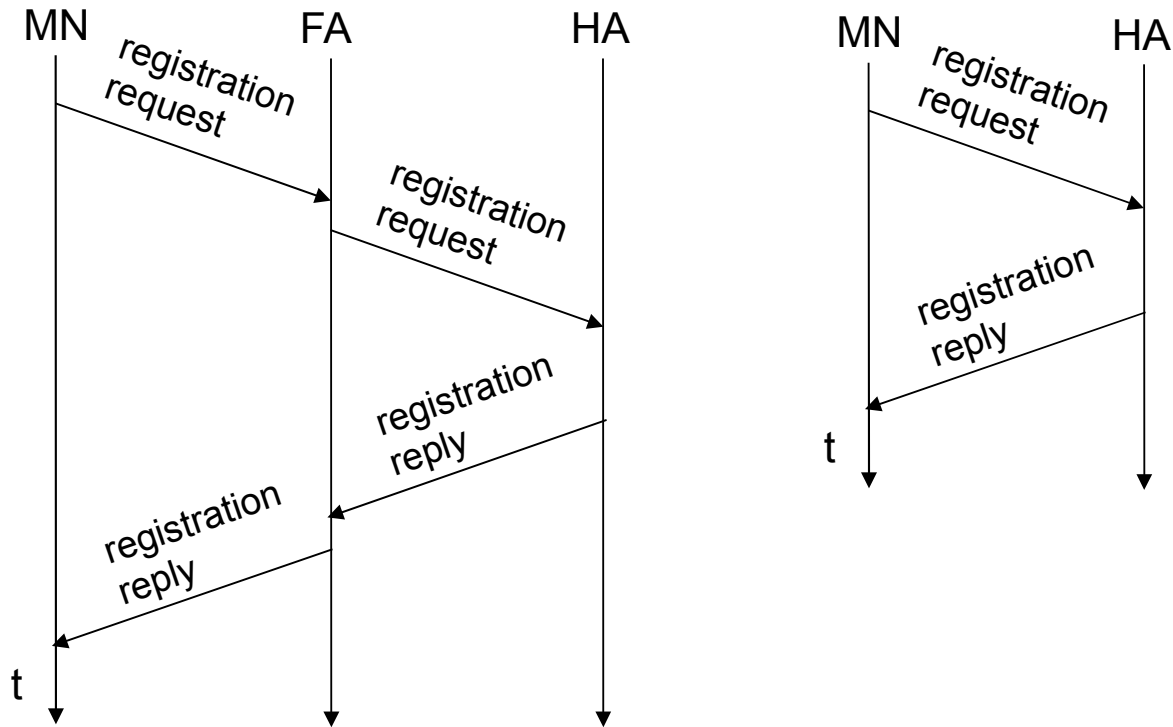 MN
FA
HA
registration
request
registration
request
registration
reply
registration
reply
t
MN
HA
registration
request
registration
reply
t